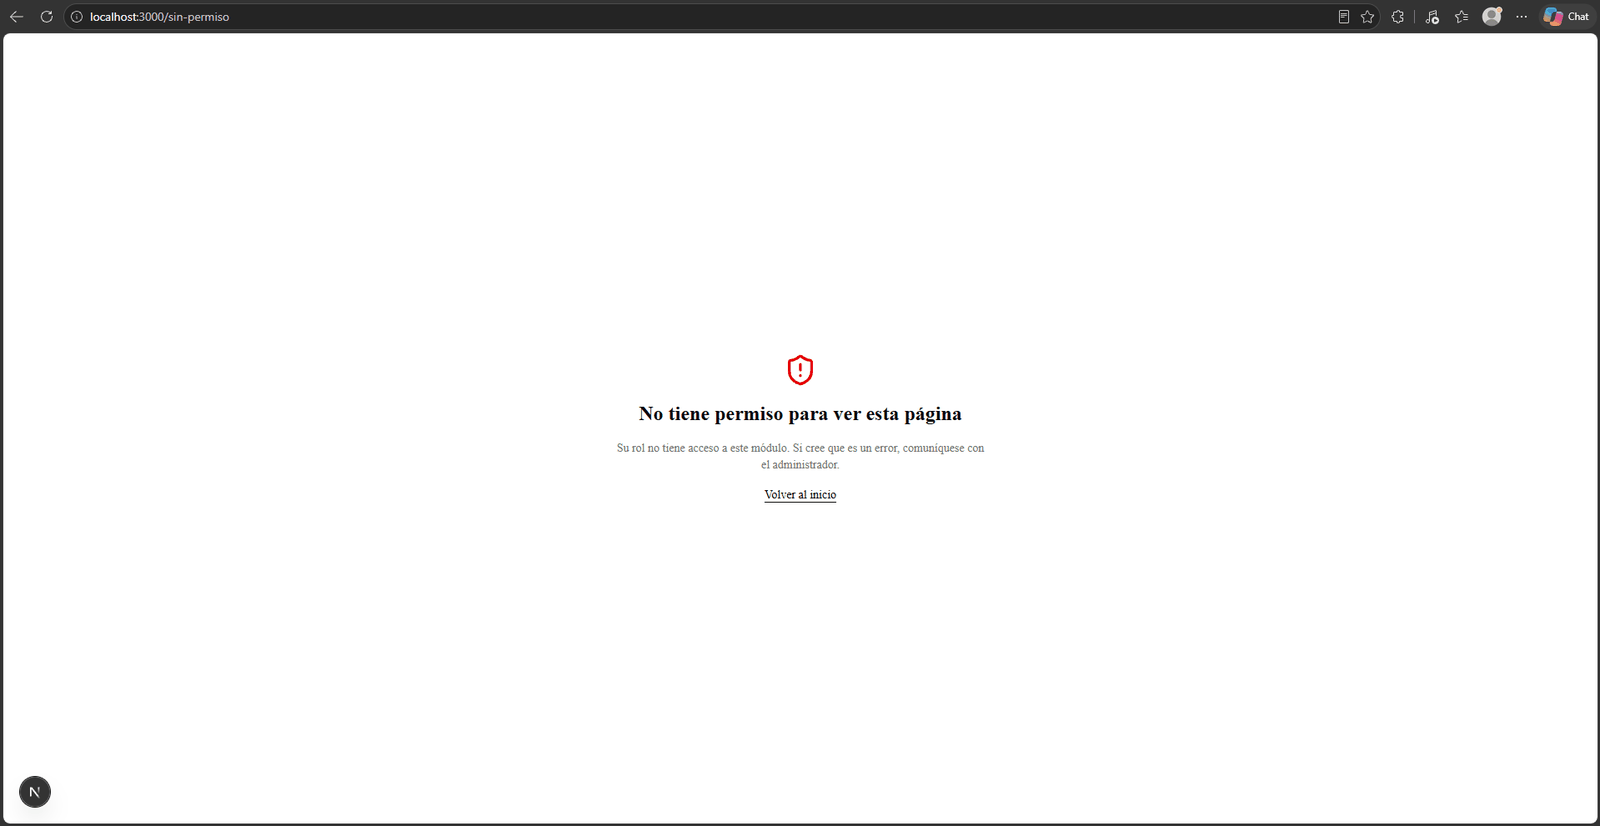 localhost:3000/sin-permiso
Chat
No tiene permiso para ver esta página
Su rol no tiene acceso a este módulo. Si cree que es un error, comuníquese con
el administrador.
Volver al inicio
N